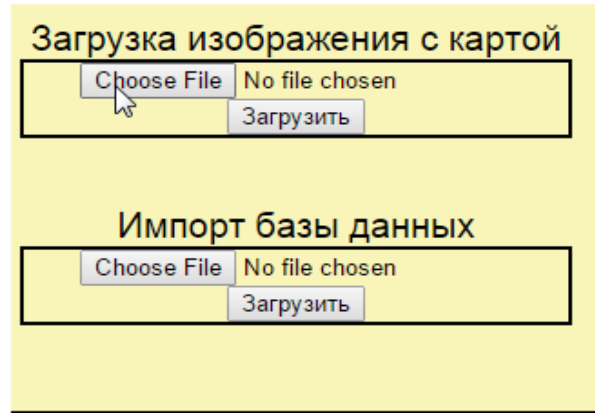 Загрузка изображения с картой
Choose File No file chosen
Загрузить
Импорт базы данных
Choose File No file chosen
Загрузить